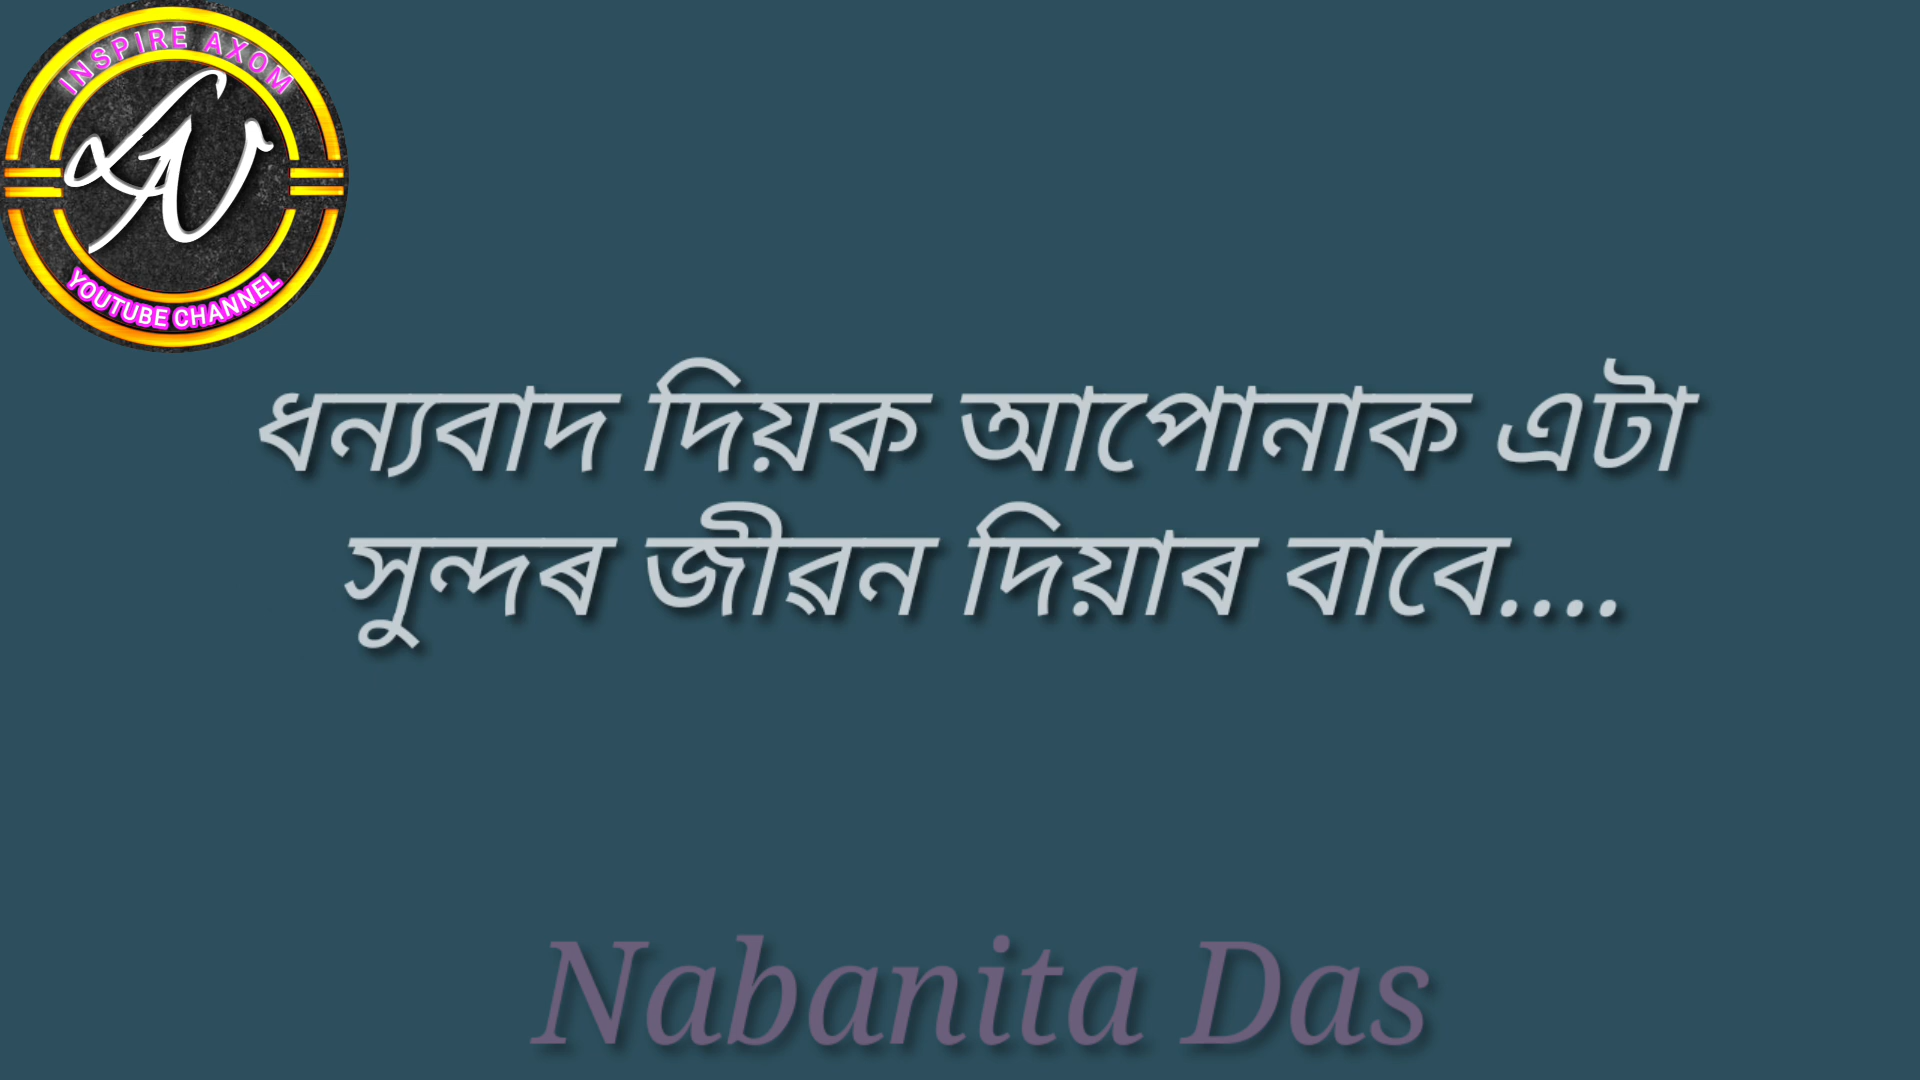 INSPIRE AXOM
YOUTUBE CHANNEL
ধন্যবাদ দিয়ক আপোনাক এটা
সুন্দৰ জীৱন দিয়াৰ বাবে....
Nabanita Das